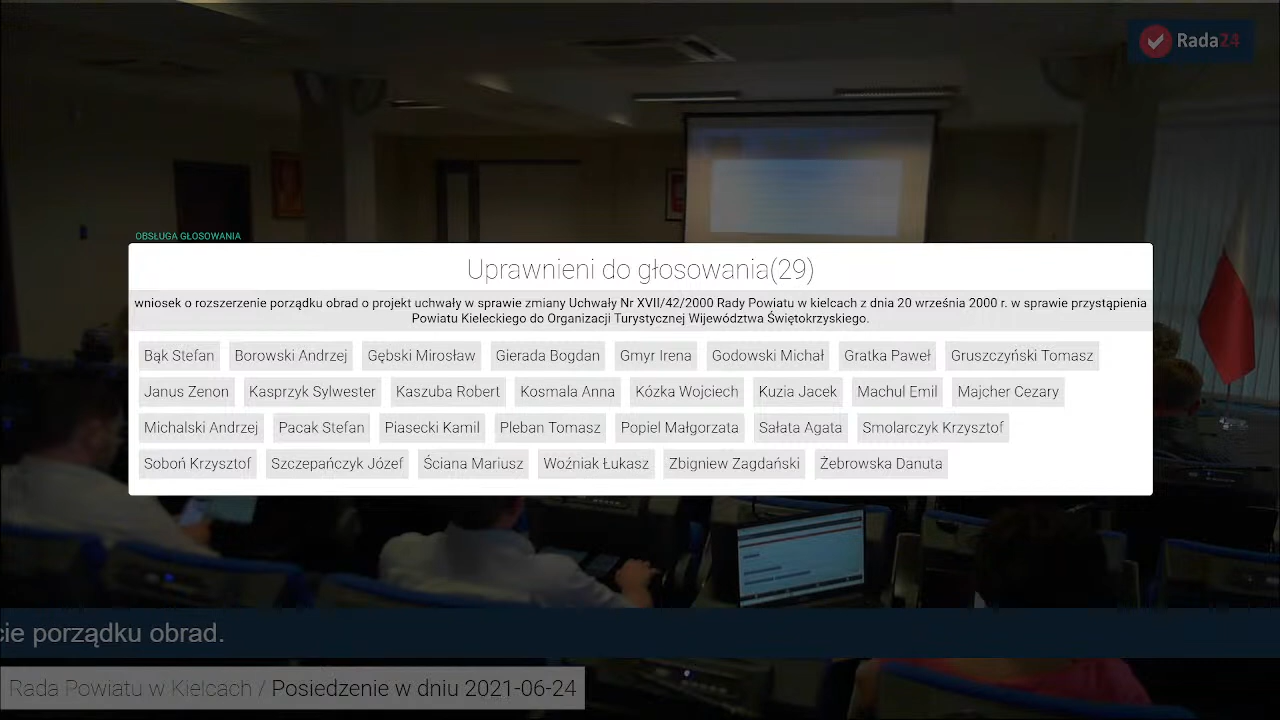 Rada24
OBSŁUGA GŁOSOWANIA
Uprawnieni do głosowania(29)
wniosek o rozszerzenie porządku obrad o projekt uchwały w sprawie zmiany Uchwały Nr XVII/42/2000 Rady Powiatu w kielcach z dnia 20 września 2000 r. w sprawie przystąpienia
Powiatu Kieleckiego do Organizacji Turystycznej Wijewództwa Świętokrzyskiego.
Bąk Stefan Borowski Andrzej Gębski Mirosław Gierada Bogdan Gmyr Irena Godowski Michał Gratka Paweł Gruszczyński Tomasz
Janus Zenon Kasprzyk Sylwester Kaszuba Robert Kosmala Anna Kózka Wojciech Kuzia Jacek Machul Emil Majcher Cezary
Michalski Andrzej Pacak Stefan Piasecki Kamil Pleban Tomasz Popiel Małgorzata Sałata Agata Smolarczyk Krzysztof
Soboń Krzysztof Szczepańczyk Józef Ściana Mariusz Woźniak Łukasz Zbigniew Zagdański Żebrowska Danuta
cie porządku obrad.
Rada Powiatu w Kielcach / Posiedzenie w dniu 2021-06-24